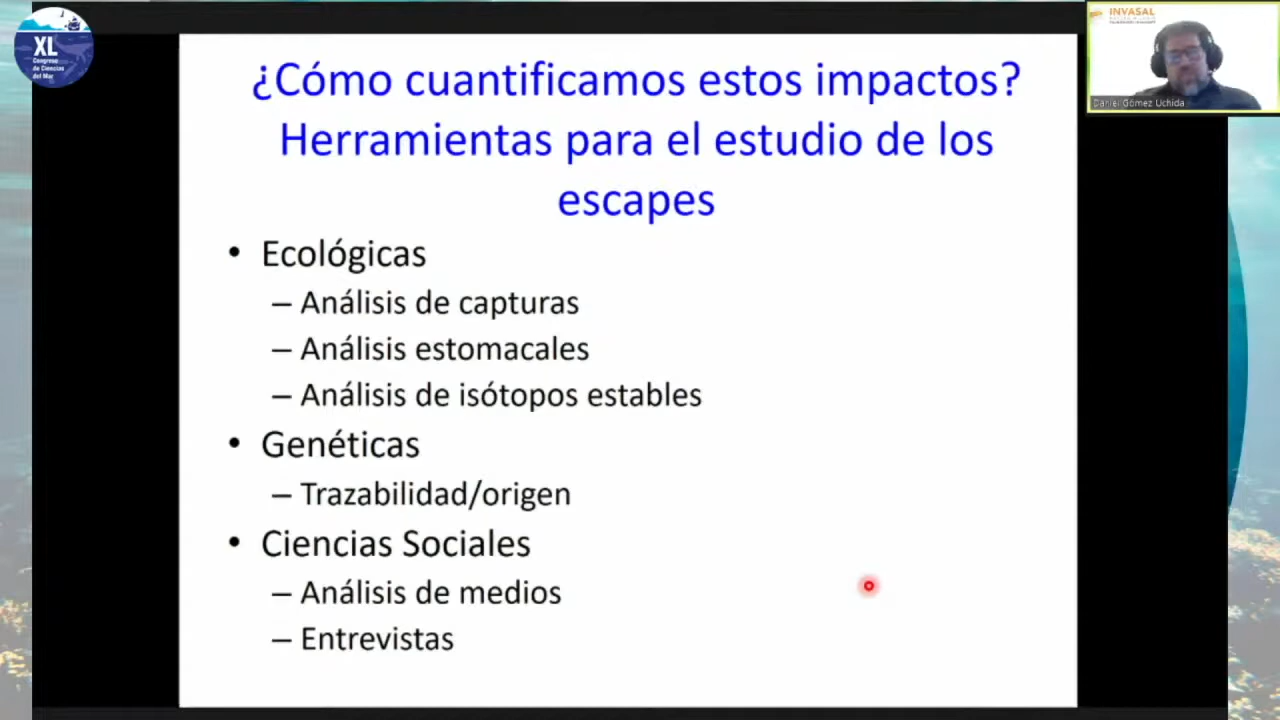 XL
Congreso
de Ciencias
del Mar
INVASAL
Daniel Gómez Uchida
¿Cómo cuantificamos estos impactos?
Herramientas para el estudio de los
escapes
• Ecológicas
– Análisis de capturas
– Análisis estomacales
– Análisis de isótopos estables
• Genéticas
– Trazabilidad/origen
• Ciencias Sociales
– Análisis de medios
– Entrevistas